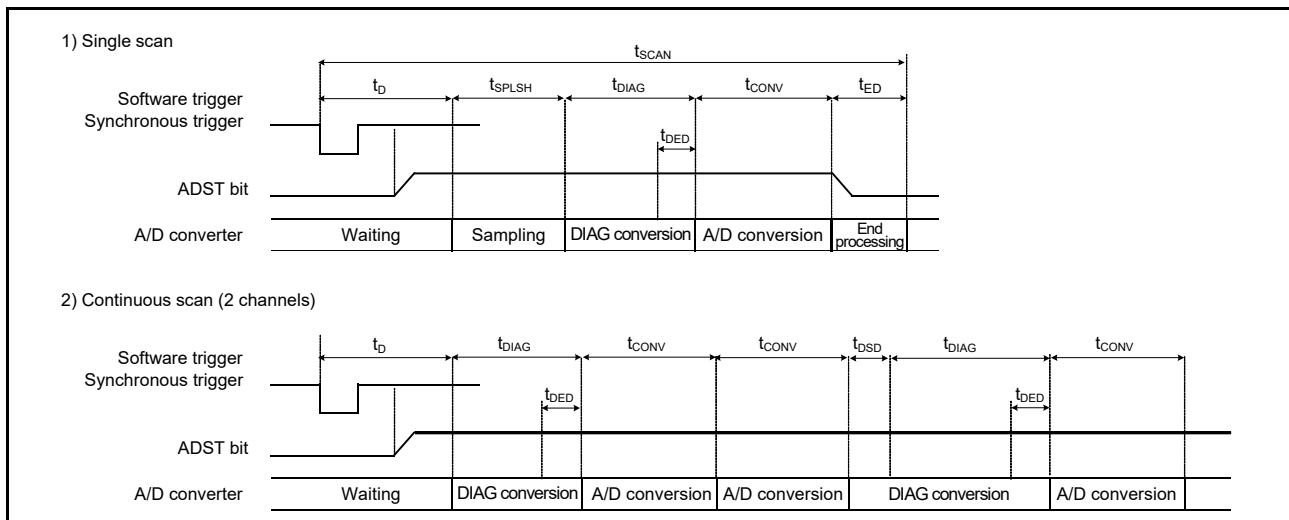 1) Single scan
tSCAN
tD tSPLSH tDIAG tCONV tED
Software trigger
Synchronous trigger
tDED
ADST bit
A/D converter Waiting Sampling DIAG conversion A/D conversion End processing
2) Continuous scan (2 channels)
tD tDIAG tCONV tCONV tDSD tDIAG tCONV
Software trigger
Synchronous trigger
tDED tDED
ADST bit
A/D converter Waiting DIAG conversion A/D conversion A/D conversion DIAG conversion A/D conversion